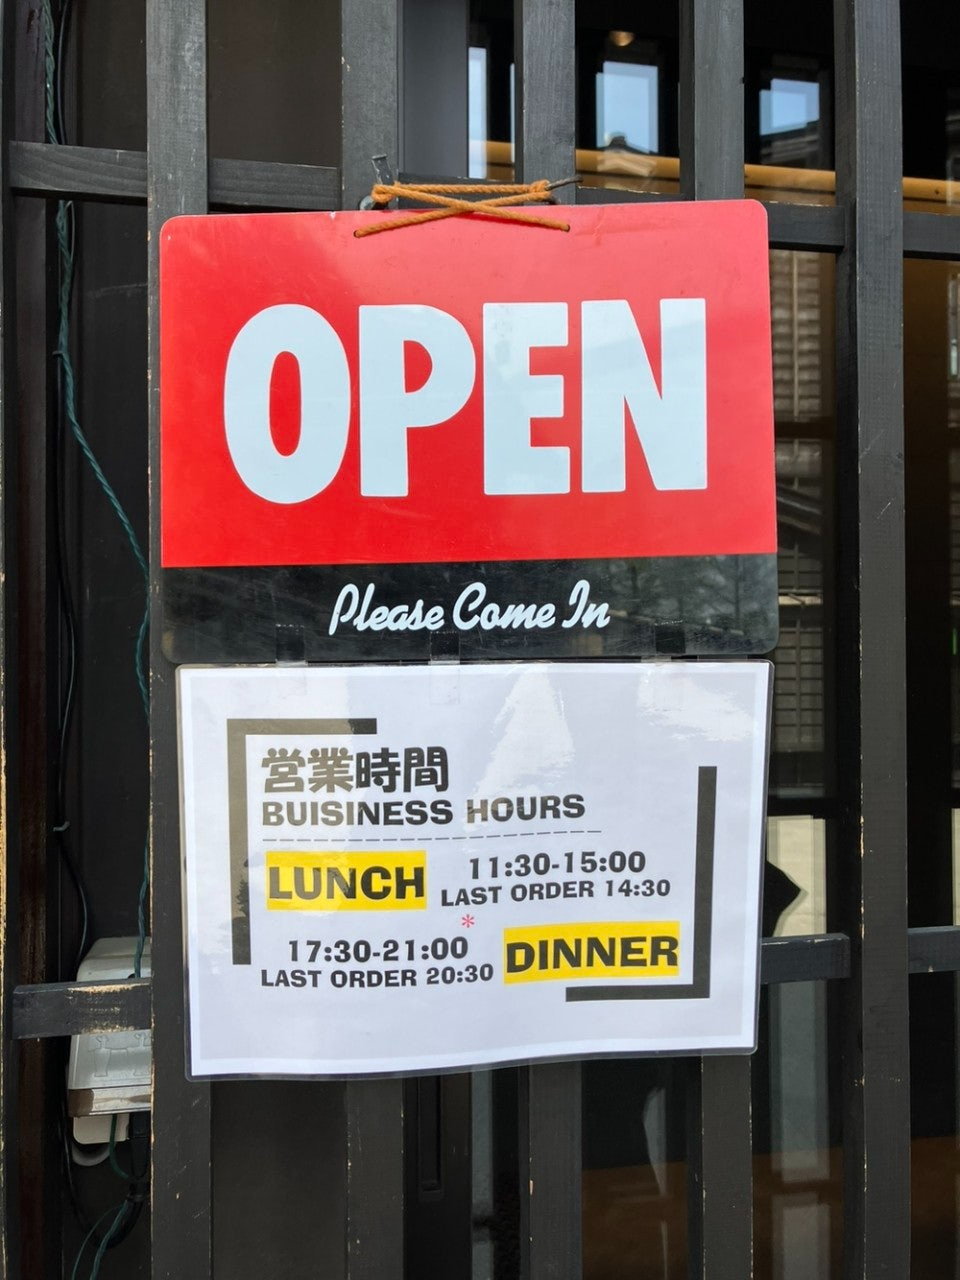 OPEN
Please Come In
営業時間
BUISINESS HOURS
LUNCH 11:30-15:00
LAST ORDER 14:30
*
17:30-21:00 DINNER
LAST ORDER 20:30